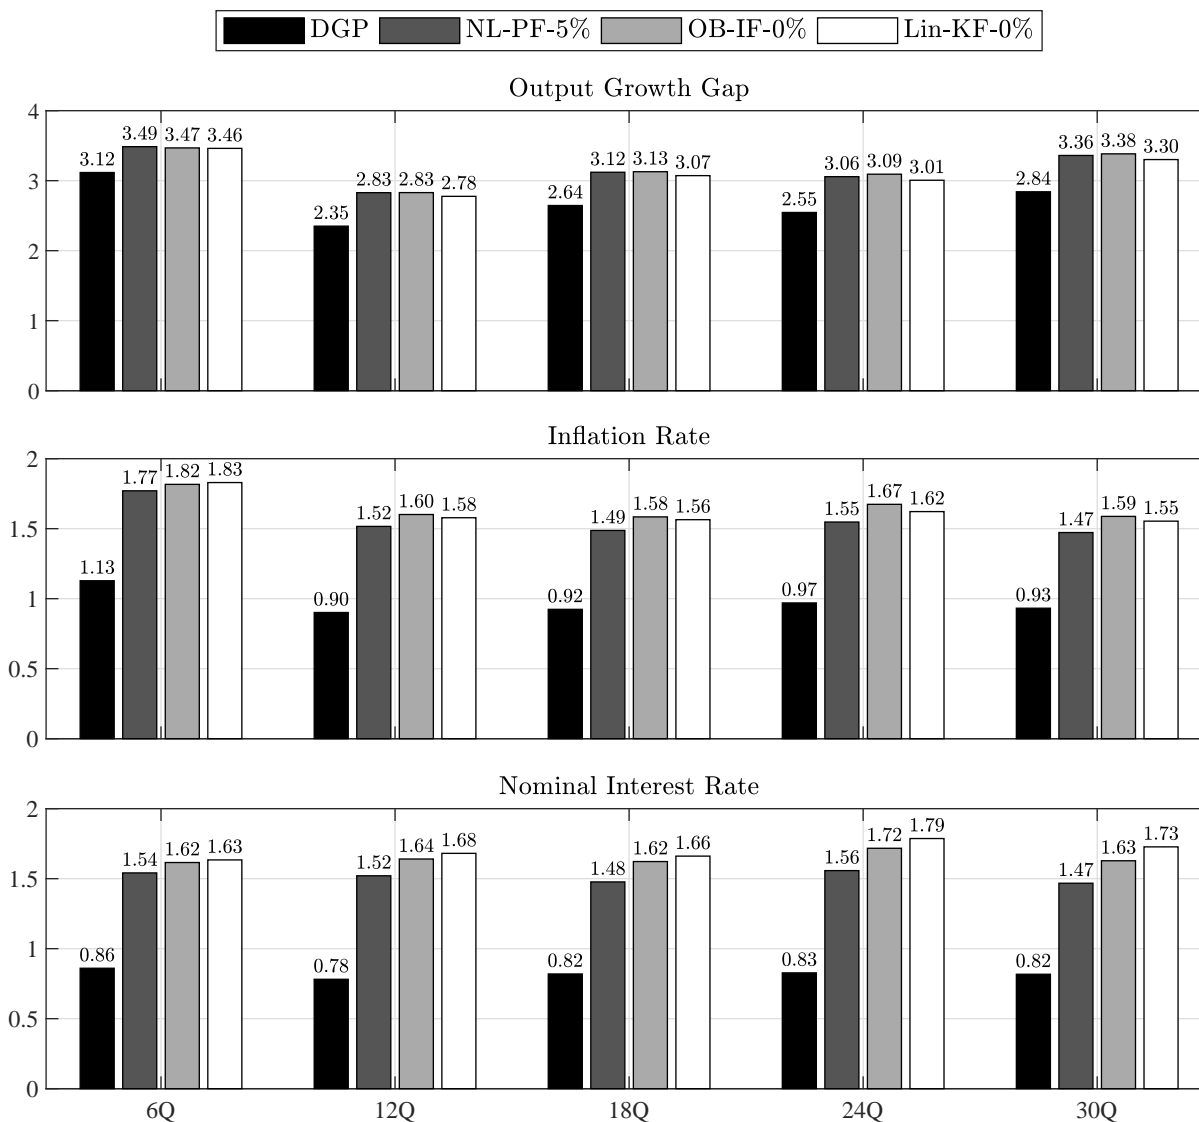 DGP NL-PF-5% OB-IF-0% Lin-KF-0%
Output Growth Gap
4
3
2
1
0
3.12 3.49 3.47 3.46
2.35 2.83 2.83 2.78
2.64 3.12 3.13 3.07
2.55 3.06 3.09 3.01
2.84 3.36 3.38 3.30
Inflation Rate
2
1.5
1
0.5
0
1.13 1.77 1.82 1.83
0.90 1.52 1.60 1.58
0.92 1.49 1.58 1.56
0.97 1.55 1.67 1.62
0.93 1.47 1.59 1.55
Nominal Interest Rate
2
1.5
1
0.5
0
0.86 1.54 1.62 1.63
0.78 1.52 1.64 1.68
0.82 1.48 1.62 1.66
0.83 1.56 1.72 1.79
0.82 1.47 1.63 1.73
6Q 12Q 18Q 24Q 30Q